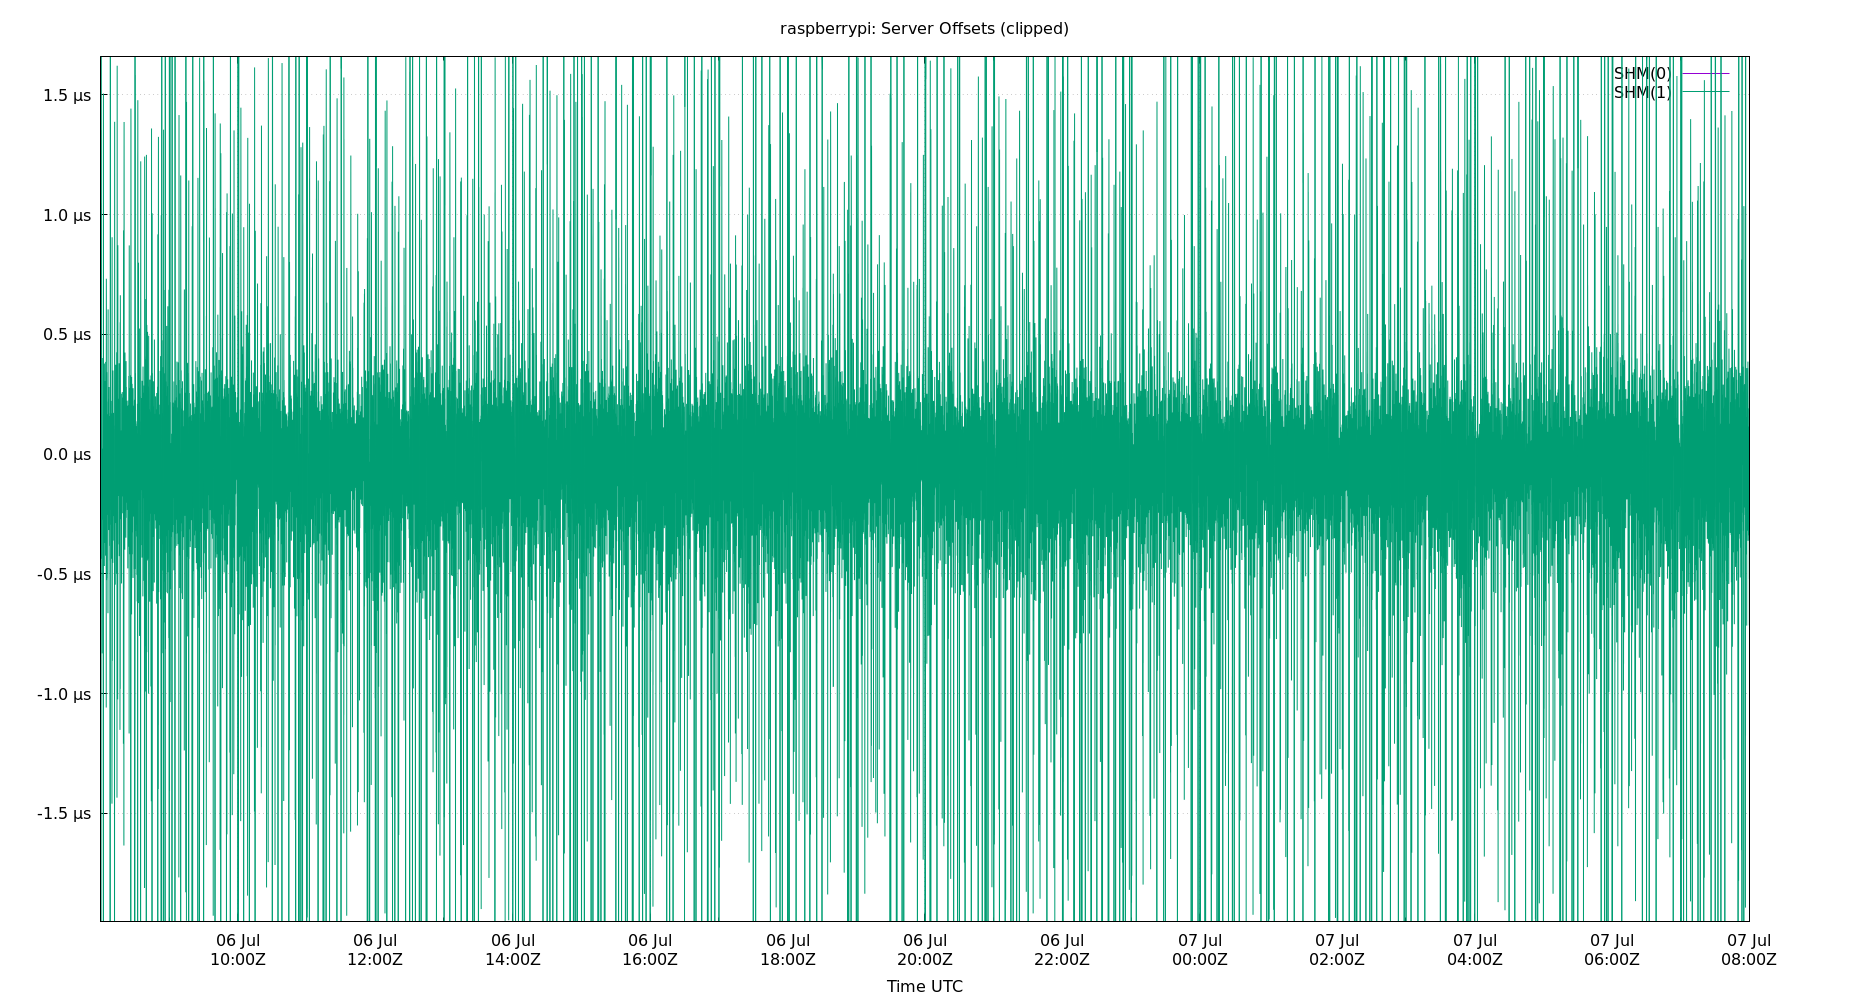 raspberrypi: Server Offsets (clipped)
SHM(0)
SHM(1)
1.5 µs
1.0 µs
0.5 µs
0.0 µs
-0.5 µs
-1.0 µs
-1.5 µs
06 Jul 06 Jul 06 Jul 06 Jul 06 Jul 06 Jul 06 Jul 07 Jul 07 Jul 07 Jul 07 Jul 07 Jul
10:00Z 12:00Z 14:00Z 16:00Z 18:00Z 20:00Z 22:00Z 00:00Z 02:00Z 04:00Z 06:00Z 08:00Z
Time UTC